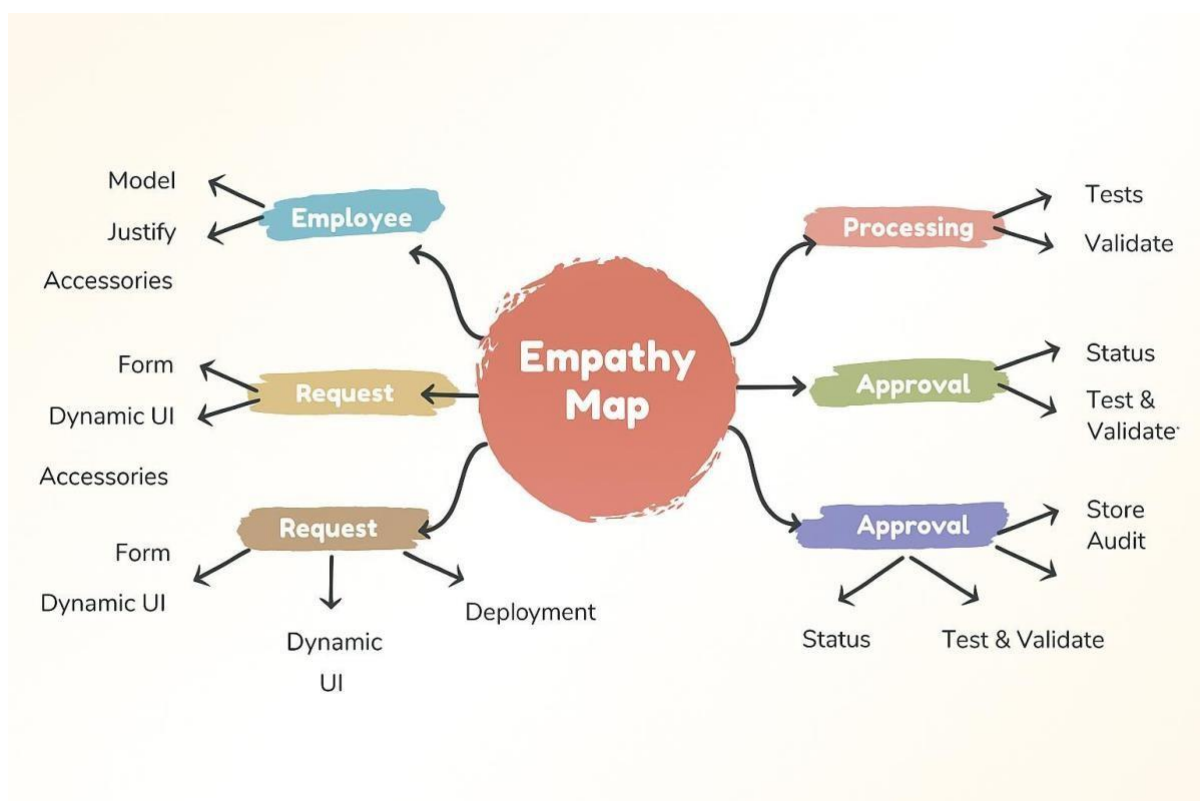 Model
Employee
Justify
Accessories
Form
Request
Dynamic UI
Accessories
Request
Form
Dynamic UI
Dynamic
UI
Deployment
Empathy
Map
Processing
Tests
Validate
Approval
Status
Test &
Validate
Approval
Store
Audit
Status
Test & Validate